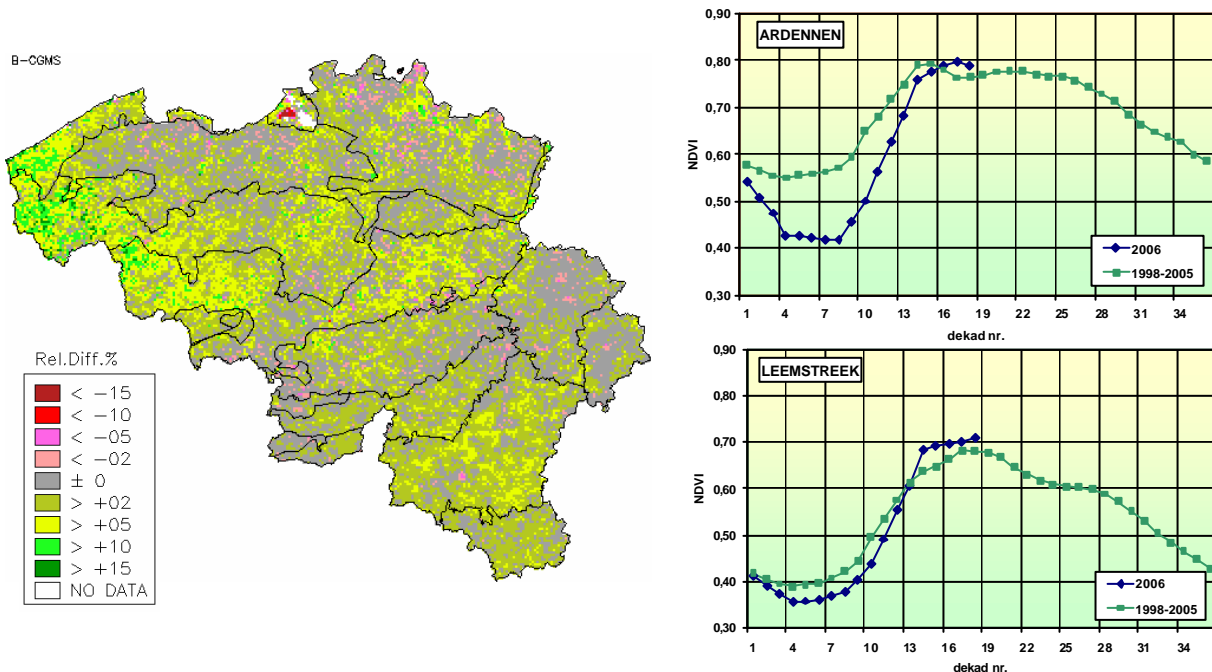 B-CGMS
Rel.Diff.%
< -15
< -10
< -05
< -02
± 0
> +02
> +05
> +10
> +15
NO DATA
ARDENNEN
NDVI
0,90
0,80
0,70
0,60
0,50
0,40
0,30
1 4 7 10 13 16 19 22 25 28 31 34
dekad nr.
2006
1998-2005
LEEMSTREEK
NDVI
0,90
0,80
0,70
0,60
0,50
0,40
0,30
1 4 7 10 13 16 19 22 25 28 31 34
dekad nr.
2006
1998-2005